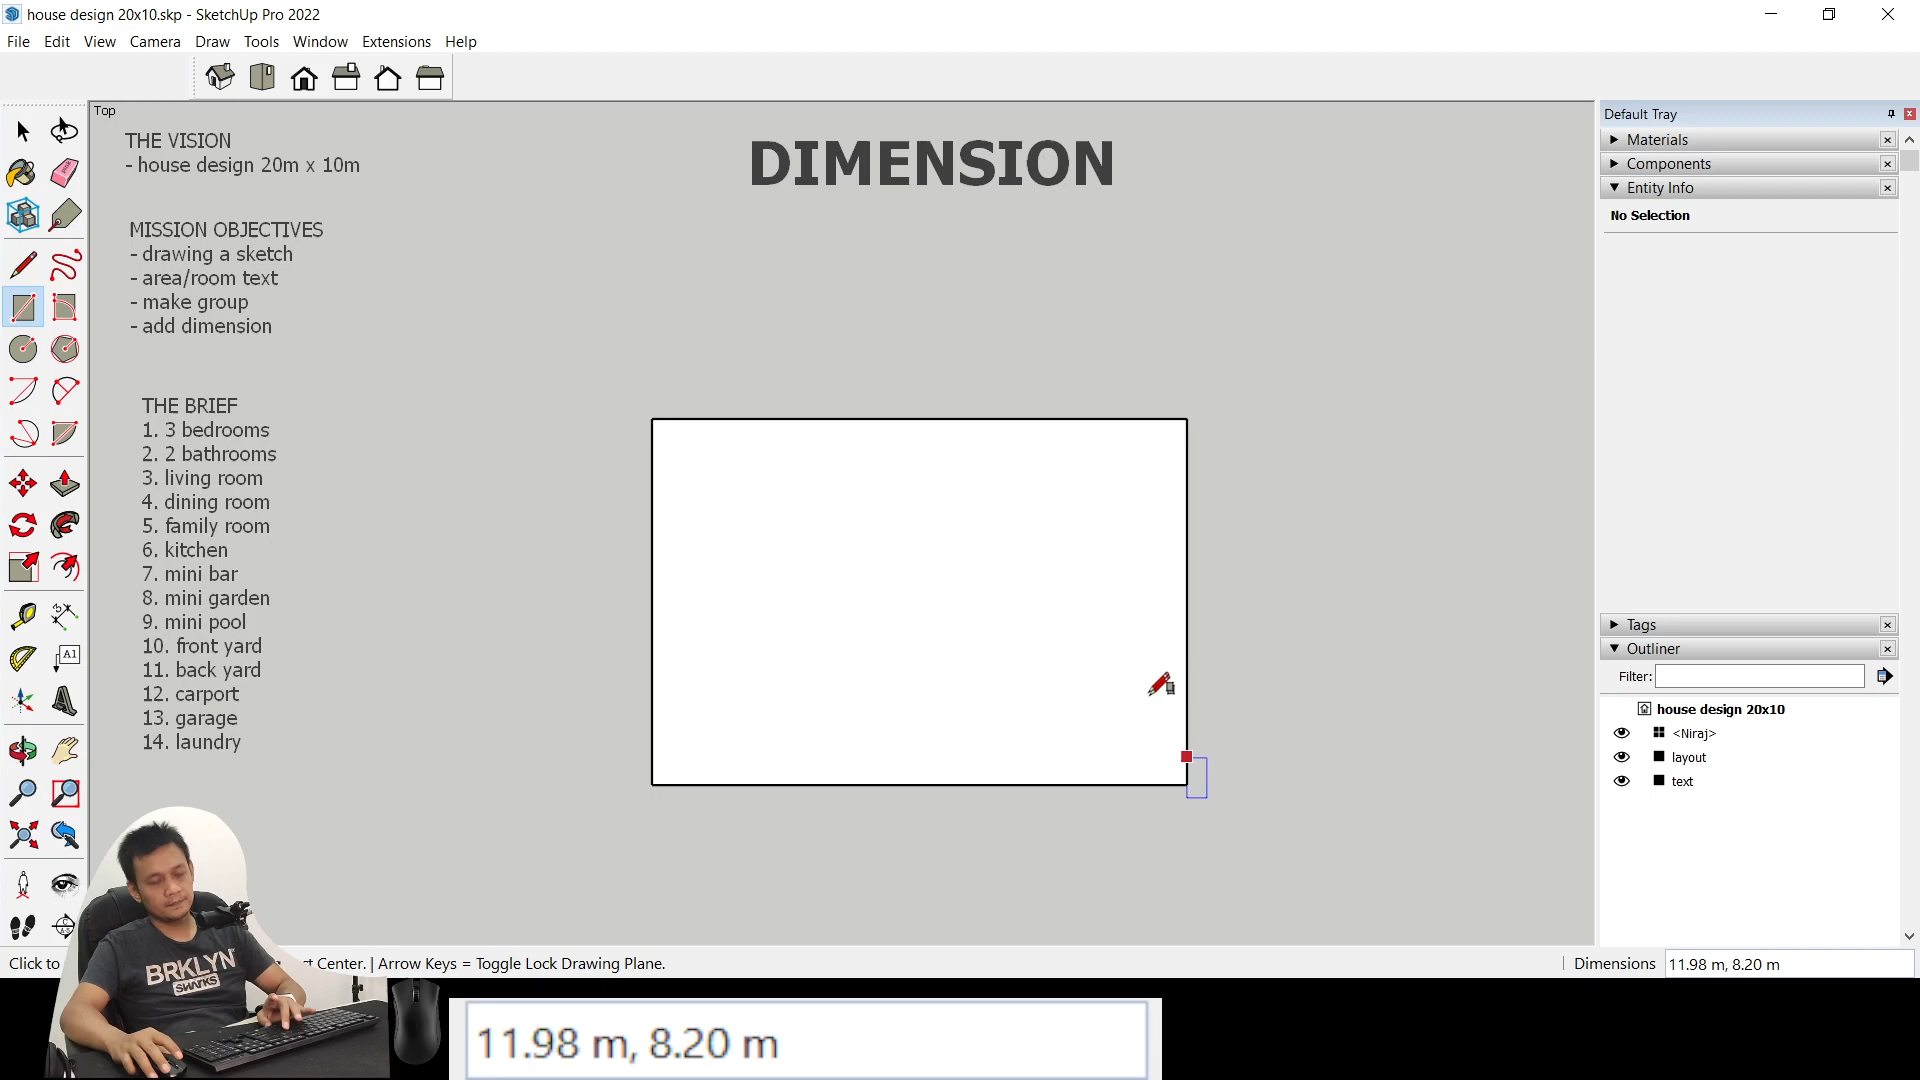 house design 20x10.skp - SketchUp Pro 2022
File Edit View Camera Draw Tools Window Extensions Help
Top
THE VISION
- house design 20m x 10m
DIMENSION
MISSION OBJECTIVES
- drawing a sketch
- area/room text
- make group
- add dimension
THE BRIEF
1. 3 bedrooms
2. 2 bathrooms
3. living room
4. dining room
5. family room
6. kitchen
7. mini bar
8. mini garden
9. mini pool
10. front yard
11. back yard
12. carport
13. garage
14. laundry
A1
Default Tray
Materials
Components
Entity Info
No Selection
Tags
Outliner
Filter:
house design 20x10
<Niraj>
layout
text
BRKLYN
SHARKS
Click to
Center. | Arrow Keys = Toggle Lock Drawing Plane.
Dimensions 11.98 m, 8.20 m
11.98 m, 8.20 m